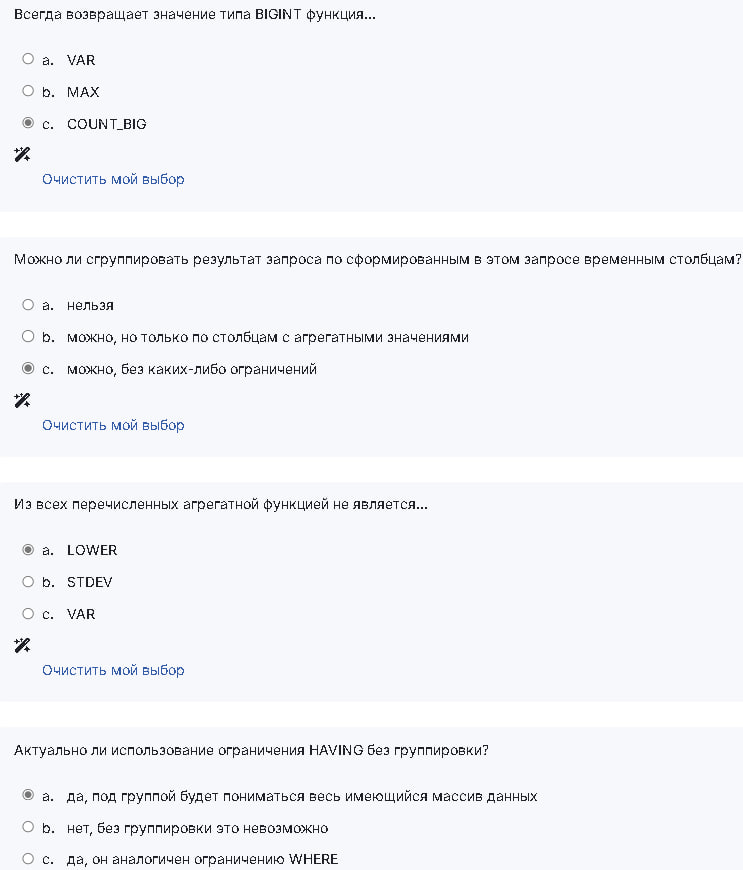 Всегда возвращает значение типа BIGINT функция...
a. VAR
b. MAX
c. COUNT_BIG
Очистить мой выбор
Можно ли сгруппировать результат запроса по сформированным в этом запросе временным столбцам?
a. нельзя
b. можно, но только по столбцам с агрегатными значениями
c. можно, без каких-либо ограничений
Очистить мой выбор
Из всех перечисленных агрегатной функцией не является...
a. LOWER
b. STDEV
c. VAR
Очистить мой выбор
Актуально ли использование ограничения HAVING без группировки?
a. да, под группой будет пониматься весь имеющийся массив данных
b. нет, без группировки это невозможно
c. да, он аналогичен ограничению WHERE